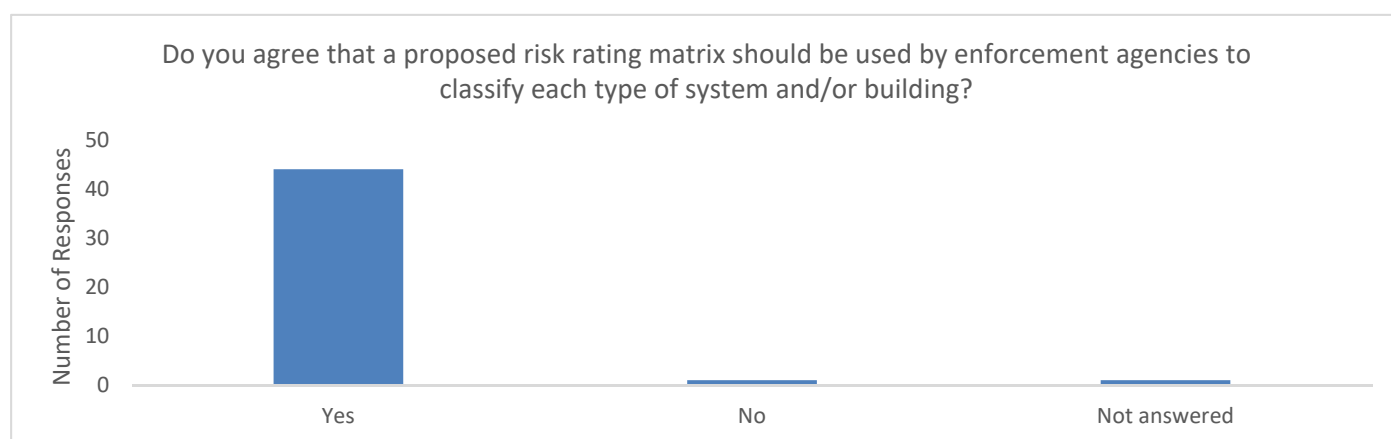 Do you agree that a proposed risk rating matrix should be used by enforcement agencies to
classify each type of system and/or building?
Number of Responses
50
40
30
20
10
0
Yes
No
Not answered